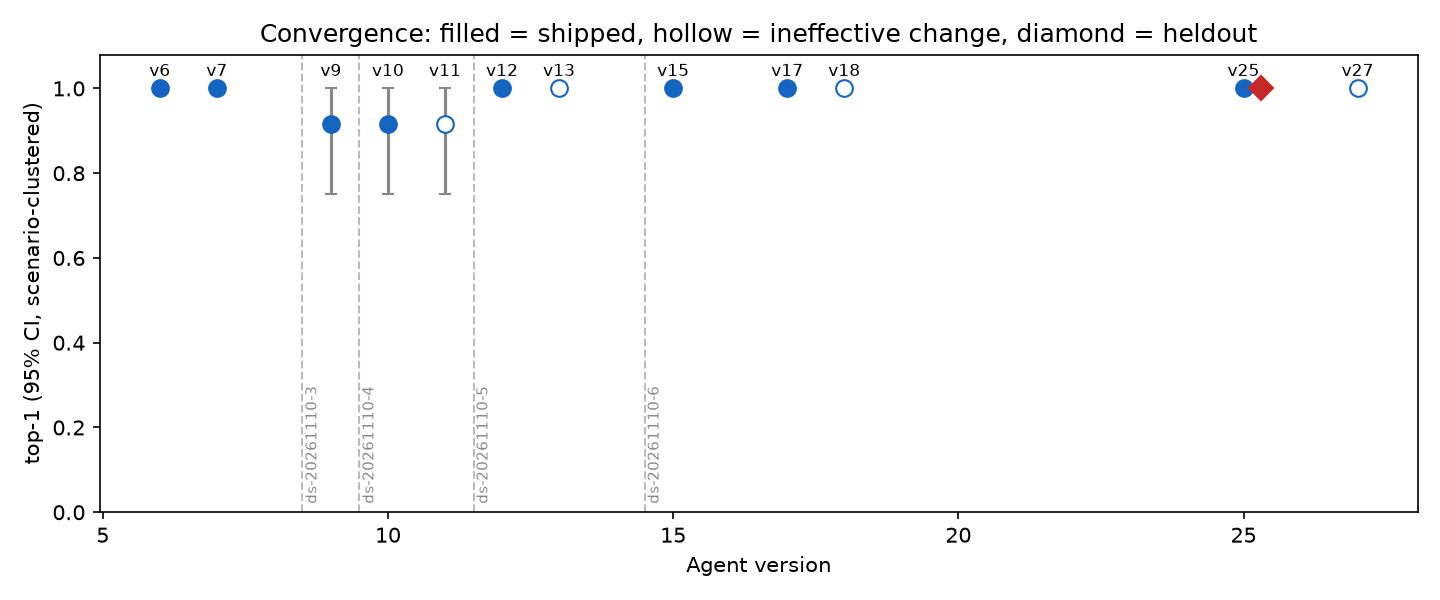 Convergence: filled = shipped, hollow = ineffective change, diamond = heldout
v6 v7 v9 v10 v11 v12 v13 v15 v17 v18 v25 v27
1.0
0.8
0.6
0.4
0.2
0.0
top-1 (95% CI, scenario-clustered)
ds-20261110-3
ds-20261110-4
ds-20261110-5
ds-20261110-6
5 10 15 20 25
Agent version